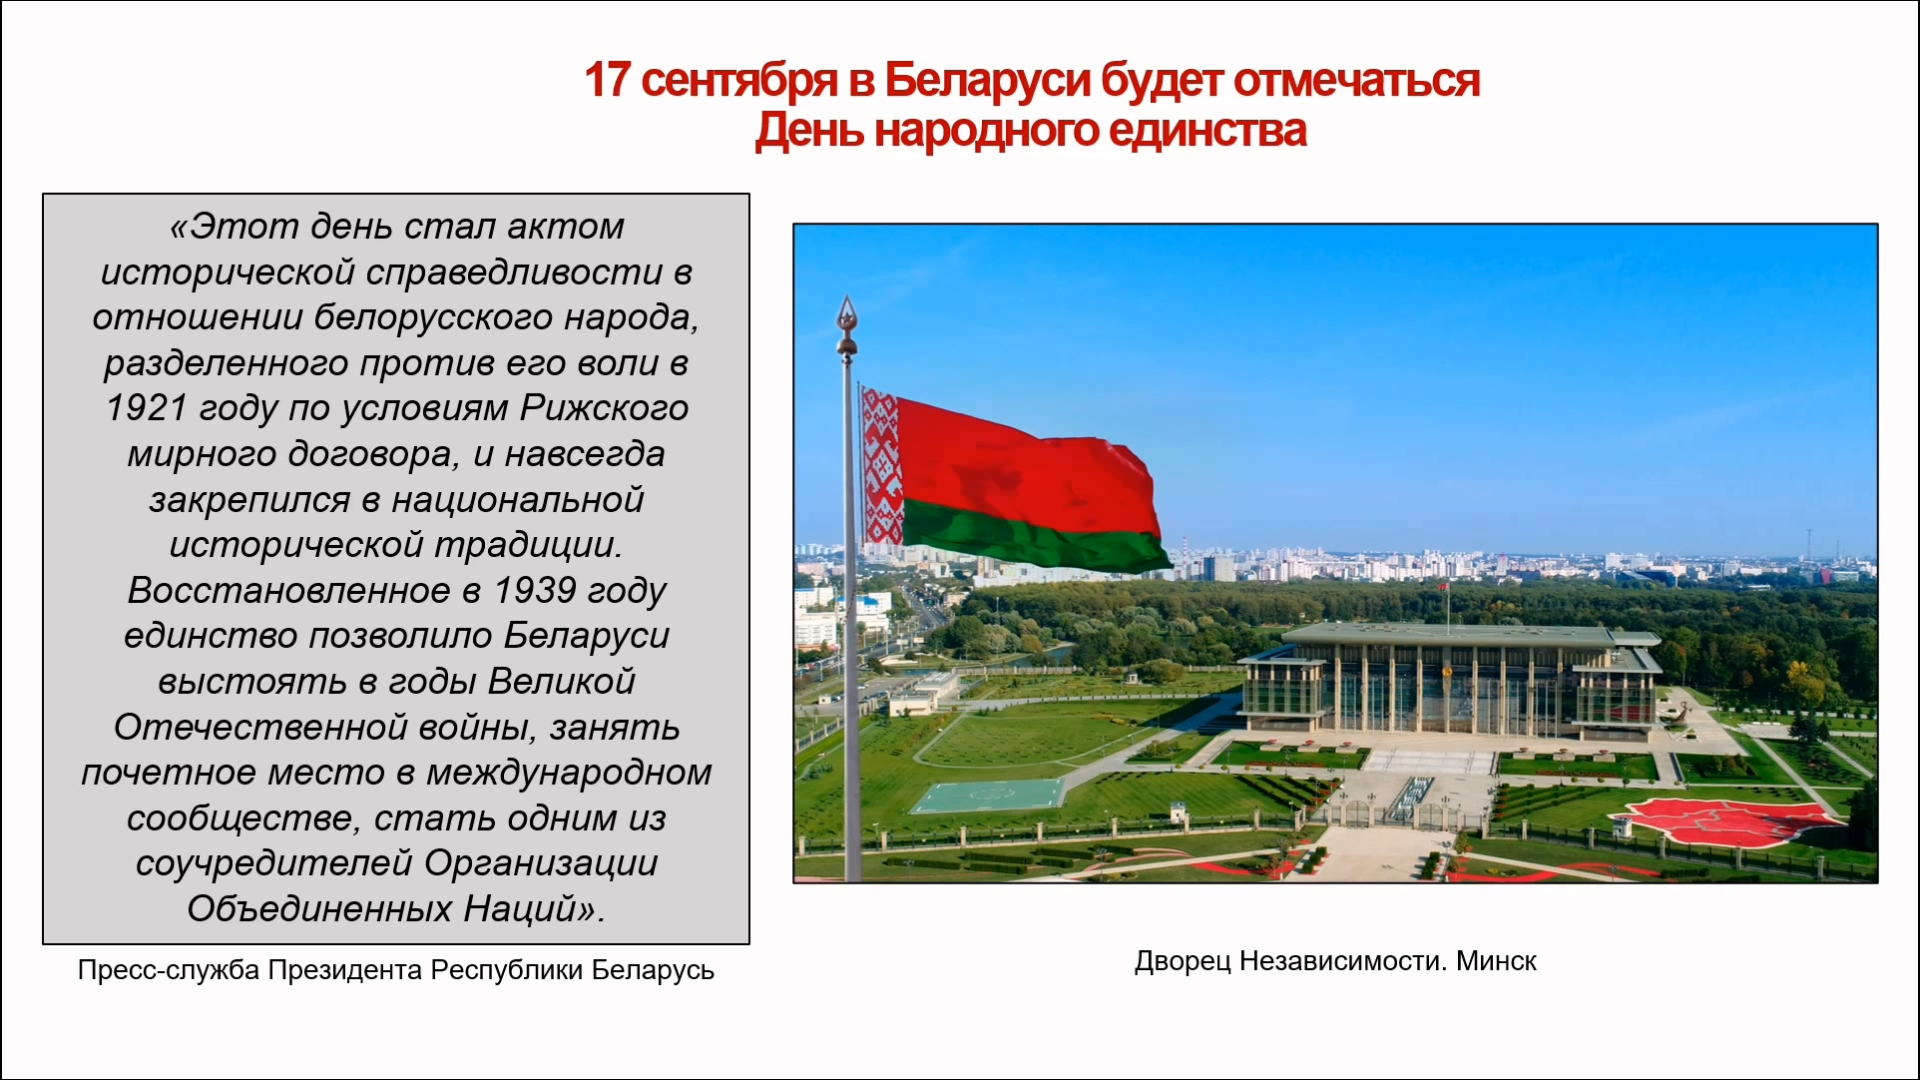 17 сентября в Беларуси будет отмечаться
День народного единства
«Этот день стал актом
исторической справедливости в
отношении белорусского народа,
разделенного против его воли в
1921 году по условиям Рижского
мирного договора, и навсегда
закрепился в национальной
исторической традиции.
Восстановленное в 1939 году
единство позволило Беларуси
выстоять в годы Великой
Отечественной войны, занять
почетное место в международном
сообществе, стать одним из
соучредителей Организации
Объединенных Наций».
Пресс-служба Президента Республики Беларусь
Дворец Независимости. Минск